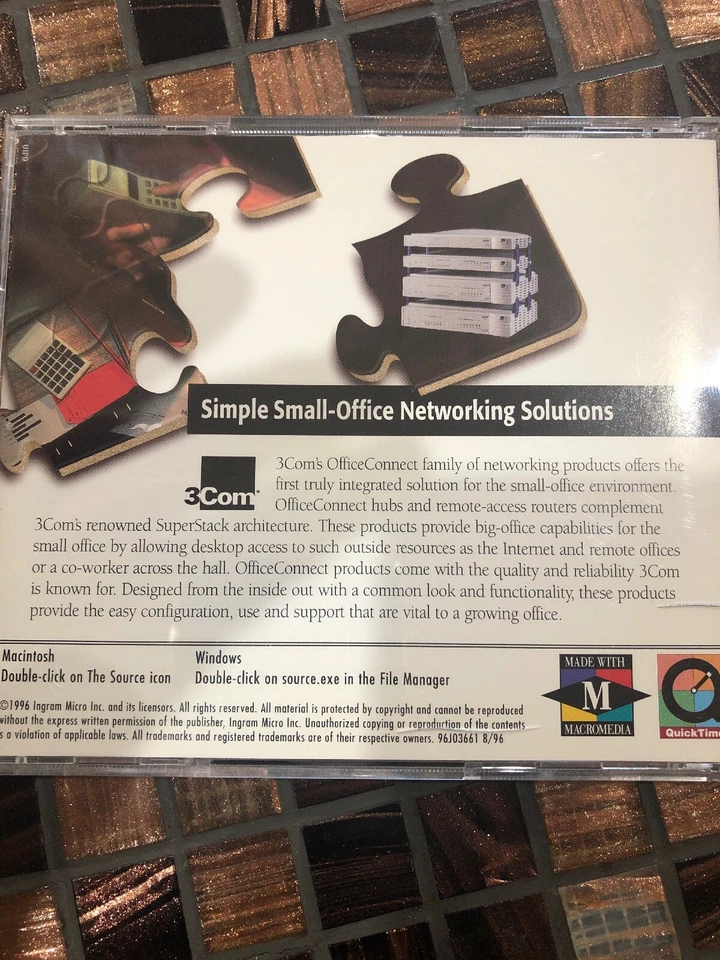 Simple Small-Office Networking Solutions
3Com
3Com's OfficeConnect family of networking products offers the
first truly integrated solution for the small-office environment.
OfficeConnect hubs and remote-access routers complement
3Com's renowned SuperStack architecture. These products provide big-office capabilities for the
small office by allowing desktop access to such outside resources as the Internet and remote offices
or a co-worker across the hall. OfficeConnect products come with the quality and reliability 3Com
is known for. Designed from the inside out with a common look and functionality, these products
provide the easy configuration, use and support that are vital to a growing office.
Macintosh
Double-click on The Source icon
Windows
Double-click on source.exe in the File Manager
MADE WITH
M
MACROMEDIA
QuickTime
©1996 Ingram Micro Inc. and its licensors. All rights reserved. All material is protected by copyright and cannot be reproduced
without the express written permission of the publisher, Ingram Micro Inc. Unauthorized copying or reproduction of the contents
s a violation of applicable laws. All trademarks and registered trademarks are of their respective owners. 96J03661 8/96